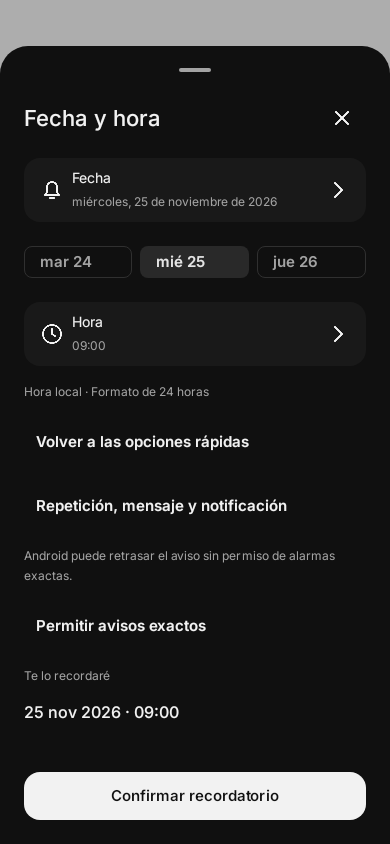 Fecha y hora
Fecha
miércoles, 25 de noviembre de 2026
mar 24
mié 25
jue 26
Hora
09:00
Hora local · Formato de 24 horas
Volver a las opciones rápidas
Repetición, mensaje y notificación
Android puede retrasar el aviso sin permiso de alarmas
exactas.
Permitir avisos exactos
Te lo recordaré
25 nov 2026 · 09:00
Confirmar recordatorio